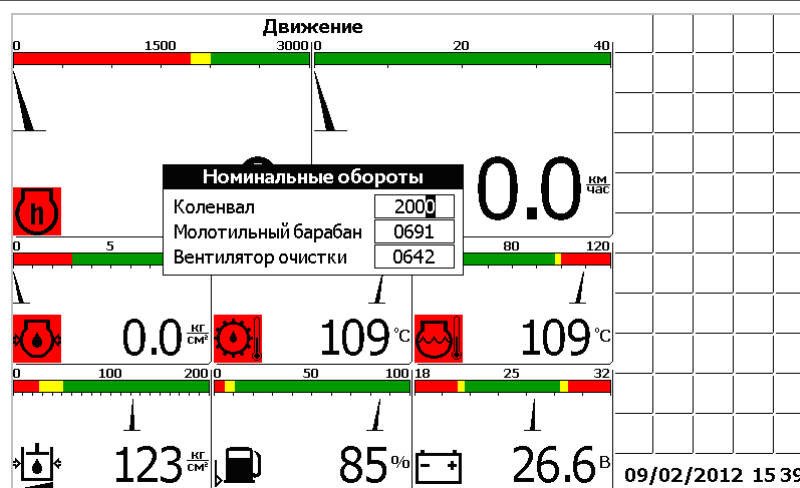 Движение
0 1500 3000 0 20 40
Номинальные обороты
Коленвал 2000
Молотильный барабан 0691
Вентилятор очистки 0642
h
0.0 км/час
0 5 80 120
0.0 кг/см²
109 °C
109 °C
0 100 200 0 50 100 18 25 32
123 кг/см²
85 %
26.6 В
09/02/2012 15 39